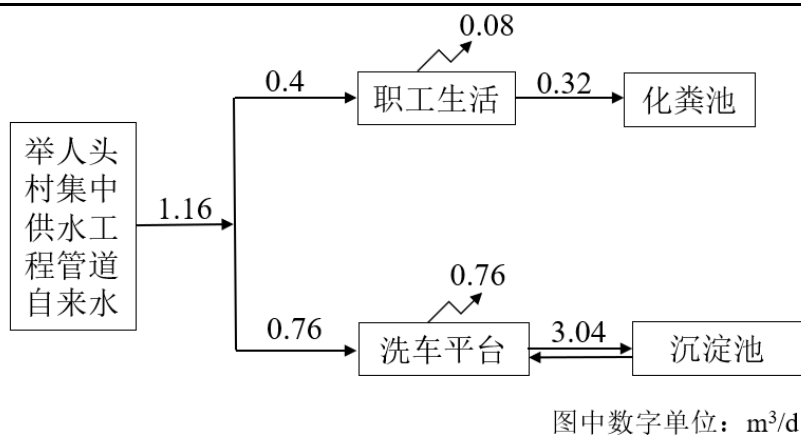 0.08
0.4
职工生活
0.32
化粪池
举人头
村集中
供水工
程管道
自来水
1.16
0.76
0.76
洗车平台
3.04
沉淀池
图中数字单位：m³/d